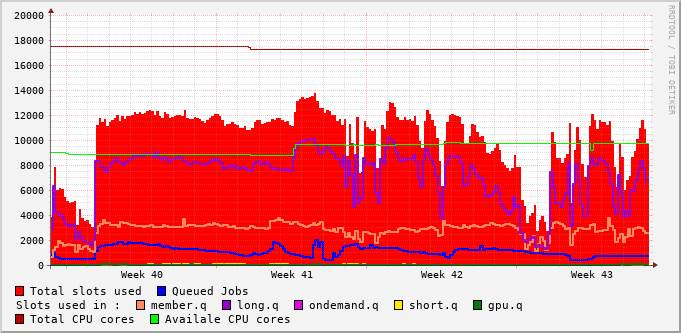 RRDTOOL / TOBI OETIKER
20000
18000
16000
14000
12000
10000
8000
6000
4000
2000
0
Week 40 Week 41 Week 42 Week 43
Total slots used Queued Jobs
Slots used in : member.q long.q ondemand.q short.q gpu.q
Total CPU cores Availale CPU cores